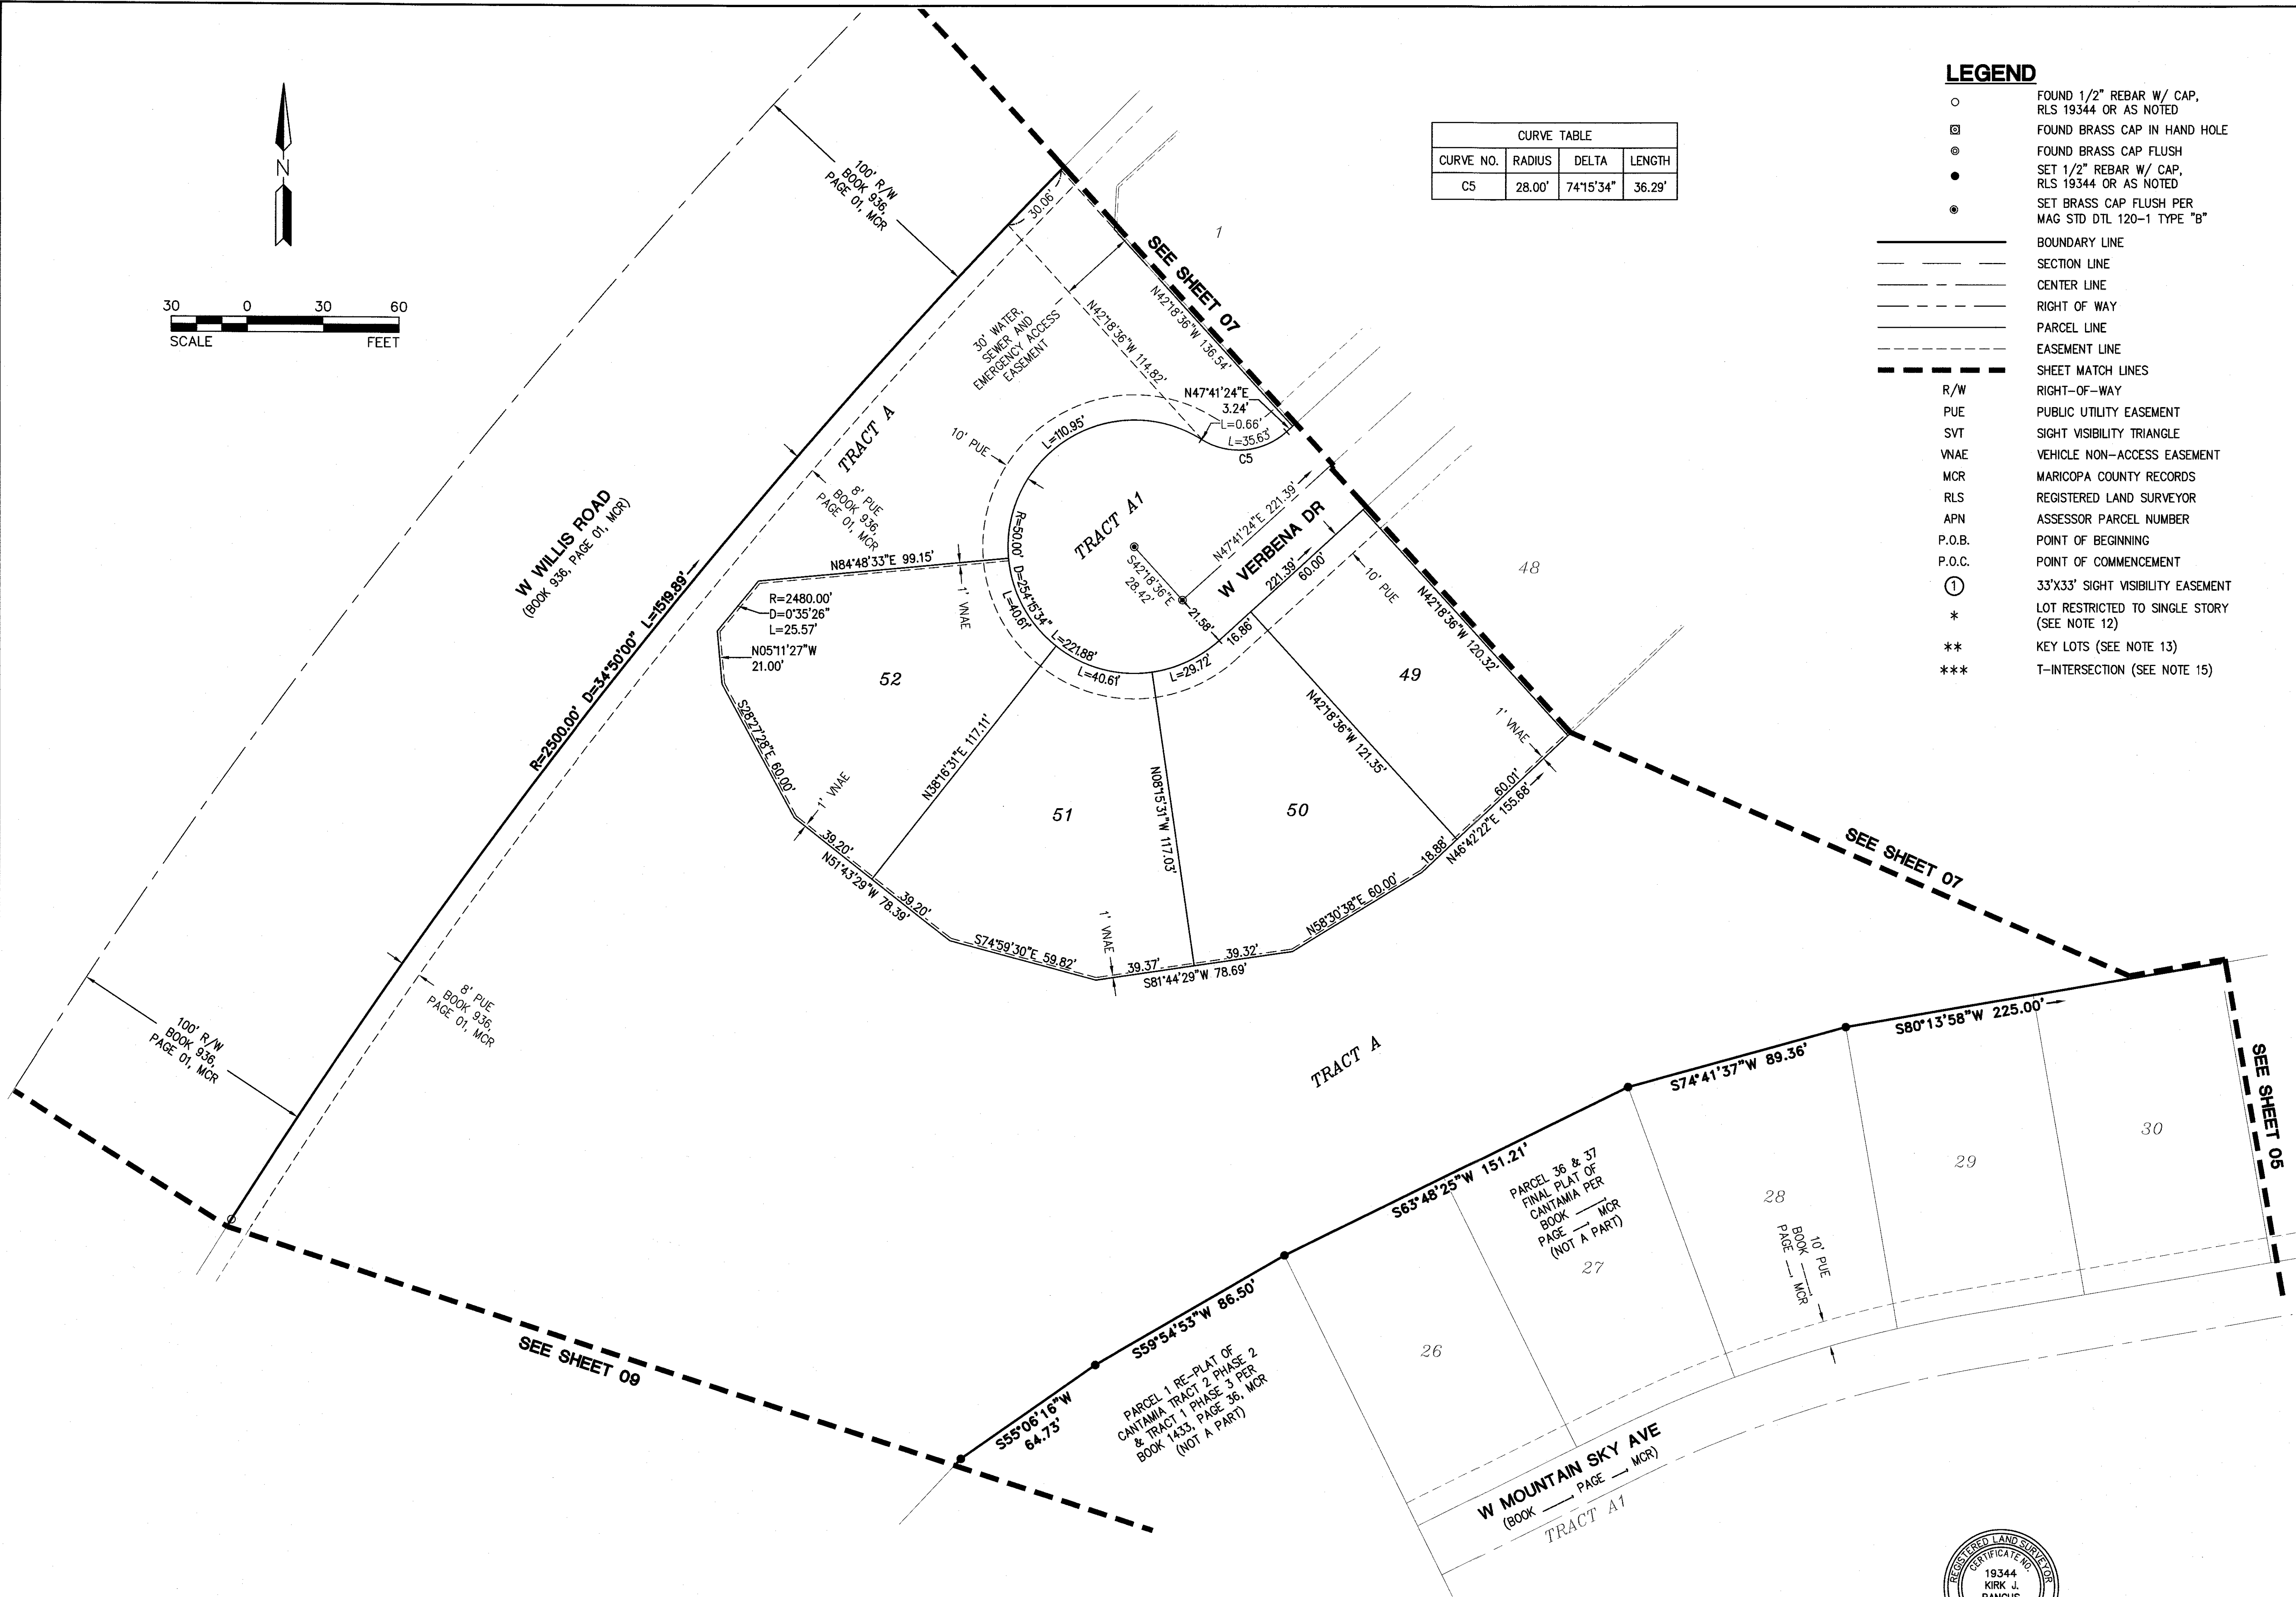 N
30 0 30 60
SCALE FEET
CURVE TABLE
CURVE NO. RADIUS DELTA LENGTH
C5 28.00' 74°15'34" 36.29'
LEGEND
FOUND 1/2" REBAR W/ CAP,
RLS 19344 OR AS NOTED
FOUND BRASS CAP IN HAND HOLE
FOUND BRASS CAP FLUSH
SET 1/2" REBAR W/ CAP,
RLS 19344 OR AS NOTED
SET BRASS CAP FLUSH PER
MAG STD DTL 120-1 TYPE "B"
BOUNDARY LINE
SECTION LINE
CENTER LINE
RIGHT OF WAY
PARCEL LINE
EASEMENT LINE
SHEET MATCH LINES
R/W RIGHT-OF-WAY
PUE PUBLIC UTILITY EASEMENT
SVT SIGHT VISIBILITY TRIANGLE
VNAE VEHICLE NON-ACCESS EASEMENT
MCR MARICOPA COUNTY RECORDS
RLS REGISTERED LAND SURVEYOR
APN ASSESSOR PARCEL NUMBER
P.O.B. POINT OF BEGINNING
P.O.C. POINT OF COMMENCEMENT
1 33'X33' SIGHT VISIBILITY EASEMENT
* LOT RESTRICTED TO SINGLE STORY
(SEE NOTE 12)
** KEY LOTS (SEE NOTE 13)
*** T-INTERSECTION (SEE NOTE 15)
100' R/W
BOOK 936,
PAGE 01, MCR
30.06'
1
SEE SHEET 07
N42°18'36"W 136.54'
30' WATER,
SEWER AND
EMERGENCY ACCESS
EASEMENT
N42°18'36"W 114.82'
N47°41'24"E
3.24'
L=0.66'
L=35.63'
C5
TRACT A
10' PUE
L=110.95'
8' PUE
BOOK 936,
PAGE 01, MCR
W WILLIS ROAD
(BOOK 936, PAGE 01, MCR)
R=2500.00' D=34°50'00" L=1519.89'
R=50.00' D=254°15'34" L=221.88'
TRACT A1
S42°18'36"E
28.42'
N47°41'24"E 221.39'
W VERBENA DR
221.39'
60.00'
10' PUE
21.58'
16.86'
48
N84°48'33"E 99.15'
1' VNAE
R=2480.00'
D=0°35'26"
L=25.57'
N05°11'27"W
21.00'
L=40.61'
L=40.61'
L=29.72'
52
49
N42°18'36"W 120.32'
S28°27'28"E 60.00'
1' VNAE
N38°16'31"E 117.11'
51
N08°15'31"W 117.03'
50
N42°18'36"W 121.35'
1' VNAE
60.01'
N46°42'22"E 155.68'
18.88'
39.20'
N51°43'29"W 78.39'
39.20'
S74°59'30"E 59.82'
1' VNAE
39.37'
39.32'
S81°44'29"W 78.69'
N58°30'38"E 60.00'
SEE SHEET 07
8' PUE
BOOK 936,
PAGE 01, MCR
100' R/W
BOOK 936,
PAGE 01, MCR
TRACT A
S80°13'58"W 225.00'
S74°41'37"W 89.36'
S63°48'25"W 151.21'
S59°54'53"W 86.50'
S55°06'16"W
64.73'
SEE SHEET 05
SEE SHEET 09
PARCEL 36 & 37
FINAL PLAT OF
CANTAMIA PER
BOOK ____,
PAGE __, MCR
(NOT A PART)
26
27
28
29
30
10' PUE
BOOK ____,
PAGE __, MCR
PARCEL 1 RE-PLAT OF
CANTAMIA TRACT 2 PHASE 2
& TRACT 1 PHASE 3 PER
BOOK 1433, PAGE 36, MCR
(NOT A PART)
W MOUNTAIN SKY AVE
(BOOK ____, PAGE __, MCR)
TRACT A1
REGISTERED LAND SURVEYOR
CERTIFICATE NO.
19344
KIRK J.